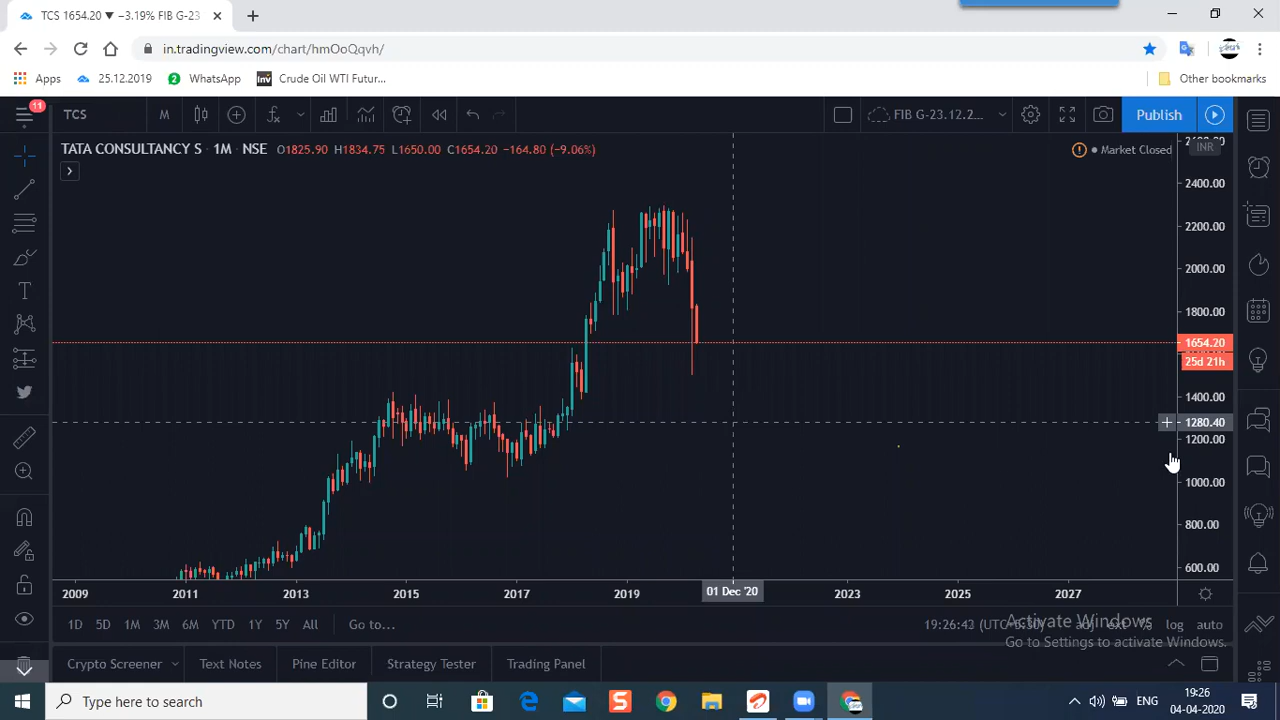 TCS 1654.20 ▼ −3.19% FIB G-23
in.tradingview.com/chart/hmOoQqvh/
Apps 25.12.2019 WhatsApp Crude Oil WTI Futur... Other bookmarks
11
TCS M FIB G-23.12.2... Publish
TATA CONSULTANCY S · 1M · NSE O1825.90 H1834.75 L1650.00 C1654.20 −164.80 (−9.06%) Market Closed INR
2400.00
2200.00
2000.00
1800.00
1654.20
25d 21h
1400.00
1280.40
1200.00
1000.00
800.00
600.00
2009 2011 2013 2015 2017 2019 01 Dec '20 2023 2025 2027
1D 5D 1M 3M 6M YTD 1Y 5Y All Go to... 19:26:43 (UTC+5:30) adj ext % log auto
Activate Windows
Go to Settings to activate Windows.
Crypto Screener Text Notes Pine Editor Strategy Tester Trading Panel
Type here to search ENG 19:26
04-04-2020